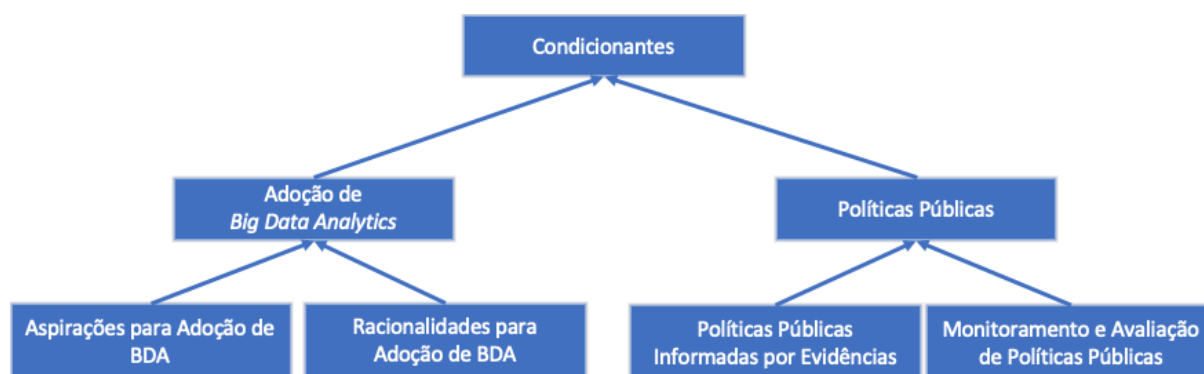 Condicionantes
Adoção de
Big Data Analytics
Políticas Públicas
Aspirações para Adoção de
BDA
Racionalidades para
Adoção de BDA
Políticas Públicas
Informadas por Evidências
Monitoramento e Avaliação
de Políticas Públicas